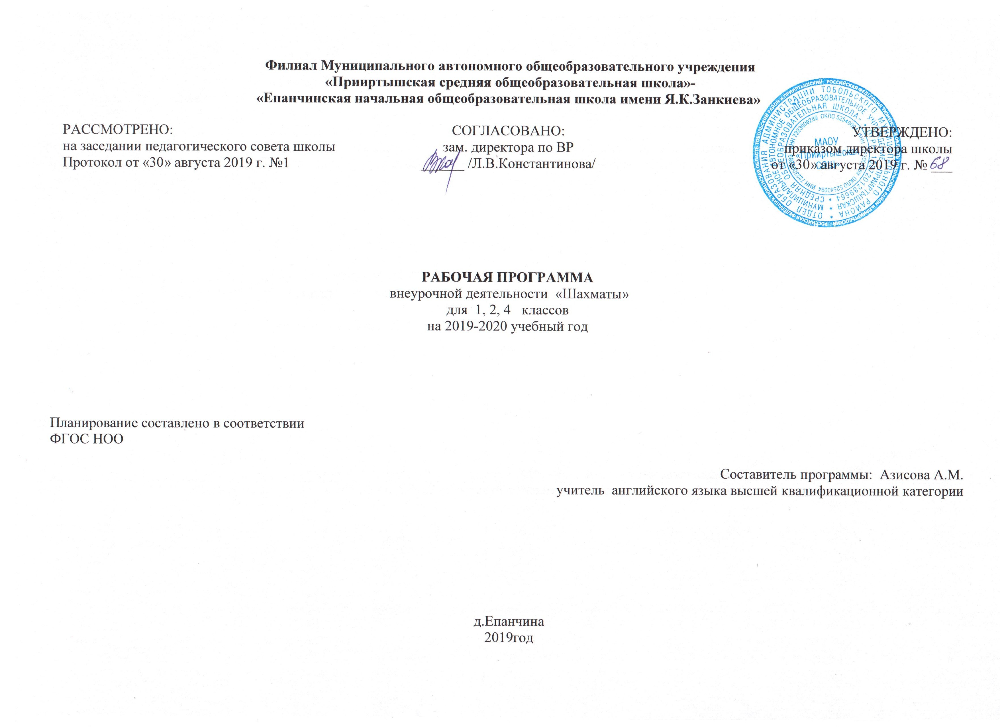 Филиал Муниципального автономного общеобразовательного учреждения
«Прииртышская средняя общеобразовательная школа»-
«Епанчинская начальная общеобразовательная школа имени Я.К.Занкиева»
РАССМОТРЕНО:
на заседании педагогического совета школы
Протокол от «30» августа 2019 г. №1
СОГЛАСОВАНО:
зам. директора по ВР
______ /Л.В.Константинова/
УТВЕРЖДЕНО:
приказом директора школы
от «30» августа 2019 г. № 68
МАОУ
«Прииртышская
СОШ»
РАБОЧАЯ ПРОГРАММА
внеурочной деятельности «Шахматы»
для 1, 2, 4 классов
на 2019-2020 учебный год
Планирование составлено в соответствии
ФГОС НОО
Составитель программы: Азисова А.М.
учитель английского языка высшей квалификационной категории
д.Епанчина
2019год